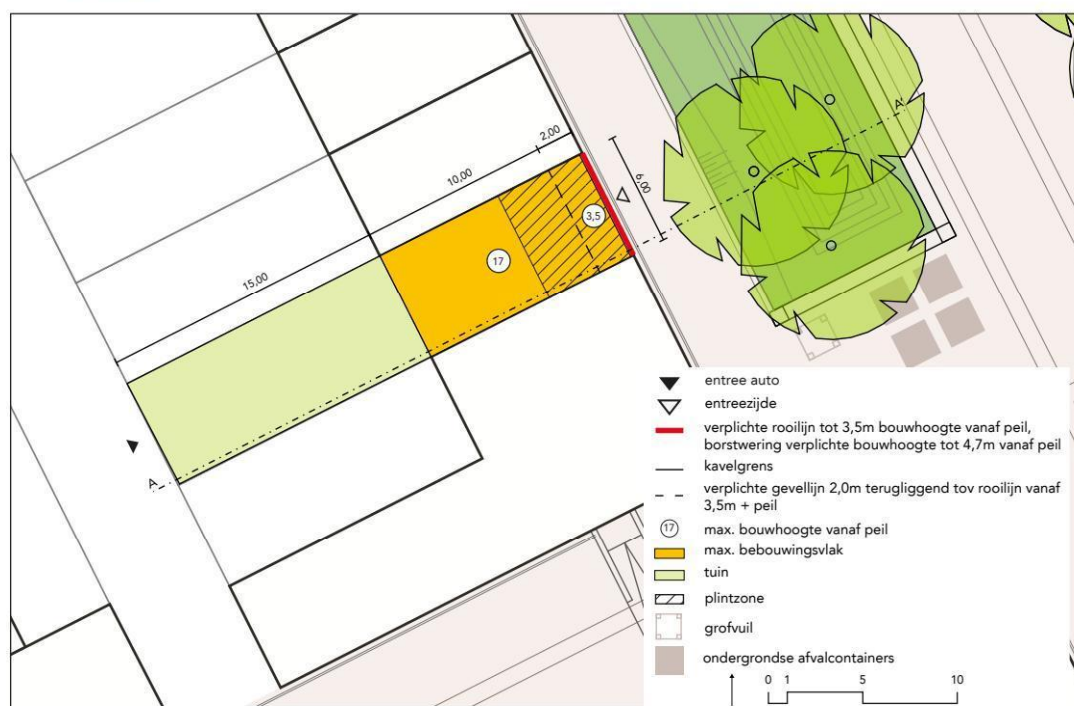 2,00
10,00
6,00
A'
3,5
17
15,00
A
entree auto
entreezijde
verplichte rooilijn tot 3,5m bouwhoogte vanaf peil,
borstwering verplichte bouwhoogte tot 4,7m vanaf peil
kavelgrens
verplichte gevellijn 2,0m terugliggend tov rooilijn vanaf
3,5m + peil
17 max. bouwhoogte vanaf peil
max. bebouwingsvlak
tuin
plintzone
grofvuil
ondergrondse afvalcontainers
0 1 5 10